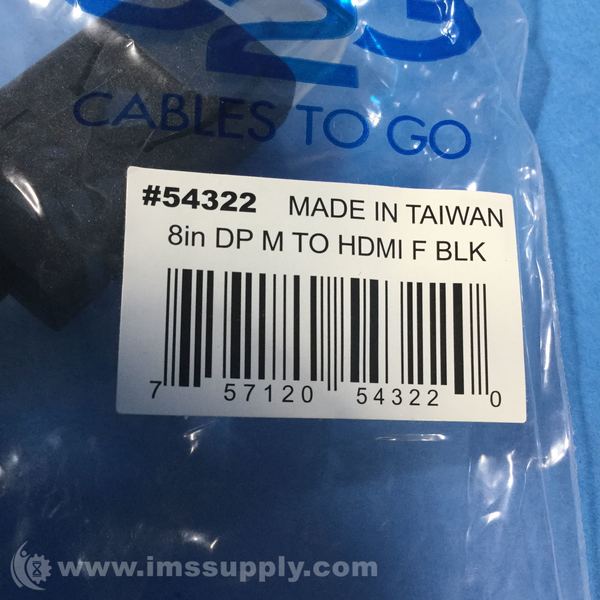 C2G
CABLES TO GO
#54322 MADE IN TAIWAN
8in DP M TO HDMI F BLK
7 57120 54322 0
www.imssupply.com